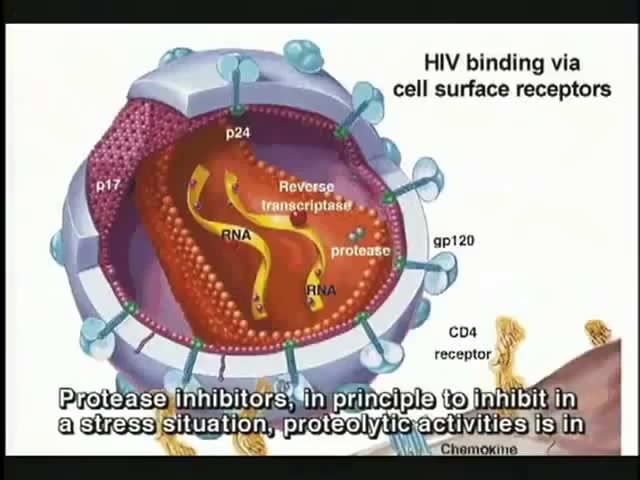 HIV binding via
cell surface receptors
p24
p17
Reverse
transcriptase
RNA
protease
gp120
RNA
CD4
receptor
Protease inhibitors, in principle to inhibit in
a stress situation, proteolytic activities is in
Chemokine